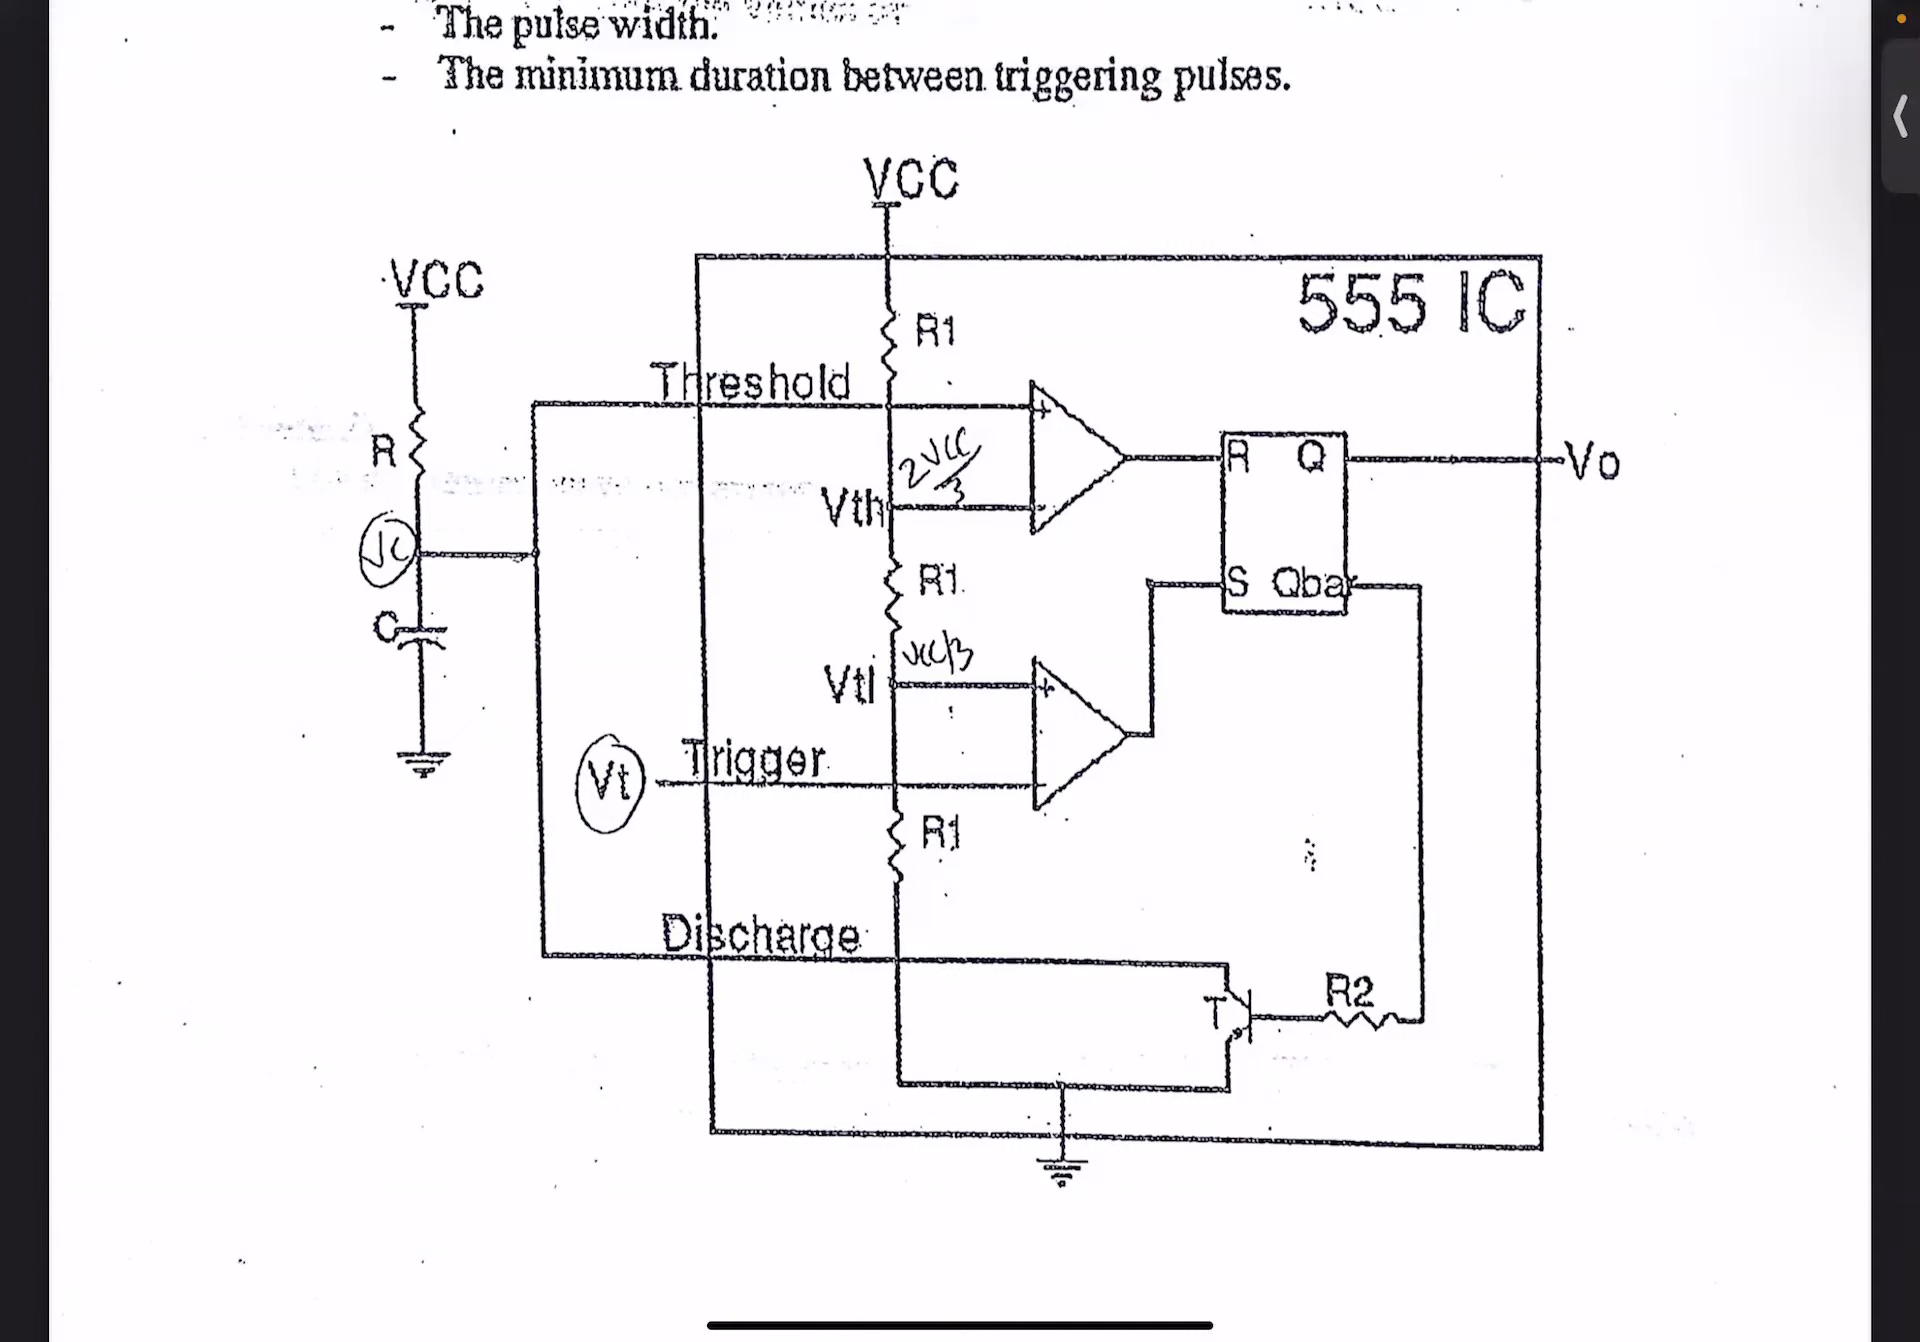 - The pulse width.
- The minimum duration between triggering pulses.
VCC
VCC
555 IC
R1
Threshold
+
R
2VCC/3
R Q
Vo
Vth
-
Vc
R1
S Qbar
C
VCC/3
Vtl
+
Trigger
Vt
-
R1
Discharge
R2
T